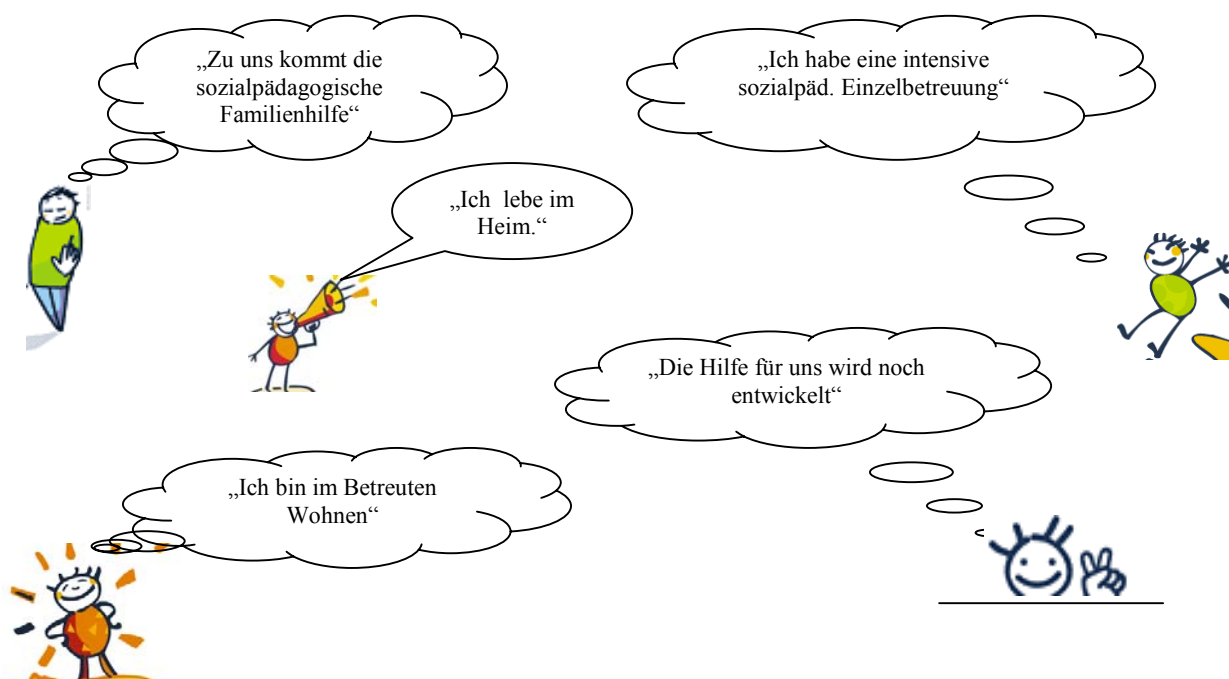 „Zu uns kommt die
sozialpädagogische
Familienhilfe“
„Ich habe eine intensive
sozialpäd. Einzelbetreuung“
„Ich  lebe im
Heim.“
„Die Hilfe für uns wird noch
entwickelt“
„Ich bin im Betreuten
Wohnen“